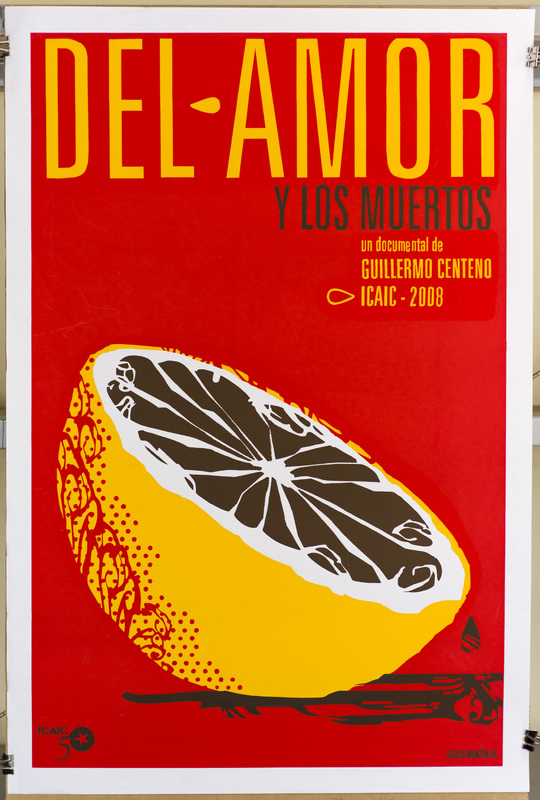 DEL AMOR
Y LOS MUERTOS
un documental de
GUILLERMO CENTENO
ICAIC - 2008
ICAIC
50